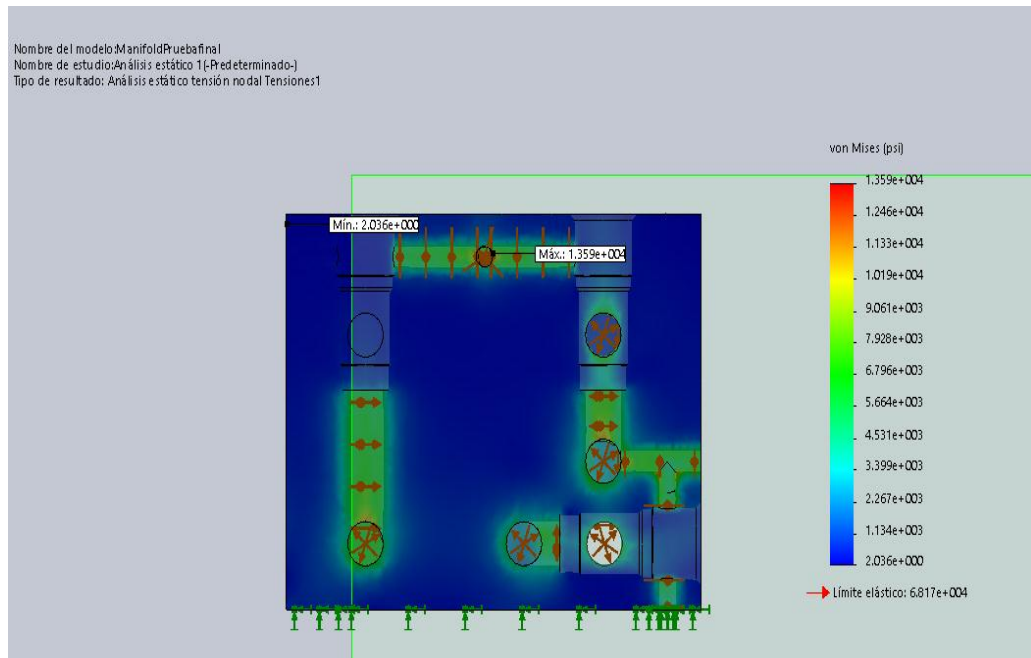 Nombre del modelo:ManifoldPruebafinal
Nombre de estudio:Análisis estático 1(-Predeterminado-)
Tipo de resultado: Análisis estático tensión nodal Tensiones1
von Mises (psi)
1.359e+004
1.246e+004
1.133e+004
1.019e+004
9.061e+003
7.928e+003
6.796e+003
5.664e+003
4.531e+003
3.399e+003
2.267e+003
1.134e+003
2.036e+000
Límite elástico: 6.817e+004
Mín.: 2.036e+000
Máx.: 1.359e+004